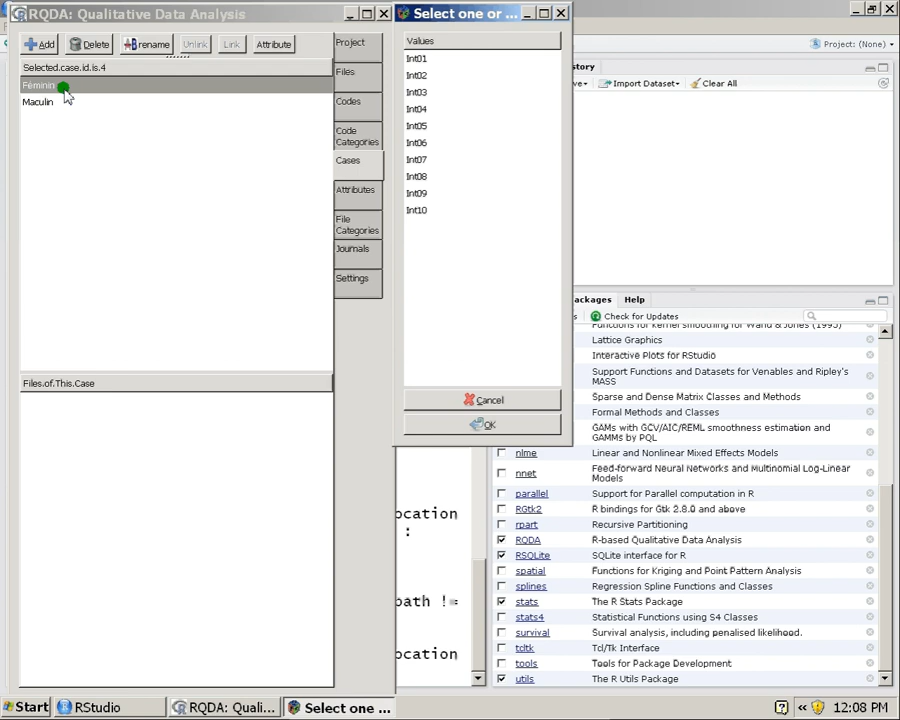 RQDA: Qualitative Data Analysis
Add
Delete
rename
Unlink
Link
Attribute
Selected.case.id.is.4
Féminin
Maculin
Files.of.This.Case
Project
Files
Codes
Code
Categories
Cases
Attributes
File
Categories
Journals
Settings
Select one or ...
Values
Int01
Int02
Int03
Int04
Int05
Int06
Int07
Int08
Int09
Int10
Cancel
OK
Project: (None)
story
Import Dataset
Clear All
ackages
Help
Check for Updates
Functions for kernel smoothing for Wand & Jones (1995)
Lattice Graphics
Interactive Plots for RStudio
Support Functions and Datasets for Venables and Ripley's
MASS
Sparse and Dense Matrix Classes and Methods
Formal Methods and Classes
GAMs with GCV/AIC/REML smoothness estimation and
GAMMs by PQL
nlme Linear and Nonlinear Mixed Effects Models
nnet Feed-forward Neural Networks and Multinomial Log-Linear
Models
parallel Support for Parallel computation in R
RGtk2 R bindings for Gtk 2.8.0 and above
rpart Recursive Partitioning
RQDA R-based Qualitative Data Analysis
RSQLite SQLite interface for R
spatial Functions for Kriging and Point Pattern Analysis
splines Regression Spline Functions and Classes
stats The R Stats Package
stats4 Statistical Functions using S4 Classes
survival Survival analysis, including penalised likelihood.
tcltk Tcl/Tk Interface
tools Tools for Package Development
utils The R Utils Package
ocation
:
path !=
ocation
Start
RStudio
RQDA: Quali...
Select one ...
12:08 PM